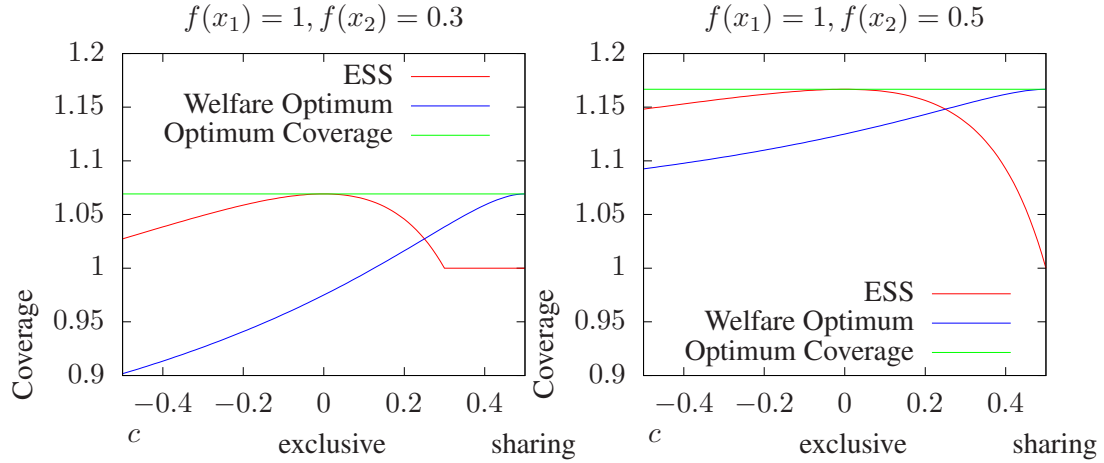 f(x₁) = 1, f(x₂) = 0.3
1.2
1.15
1.1
1.05
1
0.95
0.9
Coverage
ESS
Welfare Optimum
Optimum Coverage
−0.4
−0.2
0
0.2
0.4
c
exclusive
sharing
f(x₁) = 1, f(x₂) = 0.5
1.2
1.15
1.1
1.05
1
0.95
0.9
Coverage
ESS
Welfare Optimum
Optimum Coverage
−0.4
−0.2
0
0.2
0.4
c
exclusive
sharing